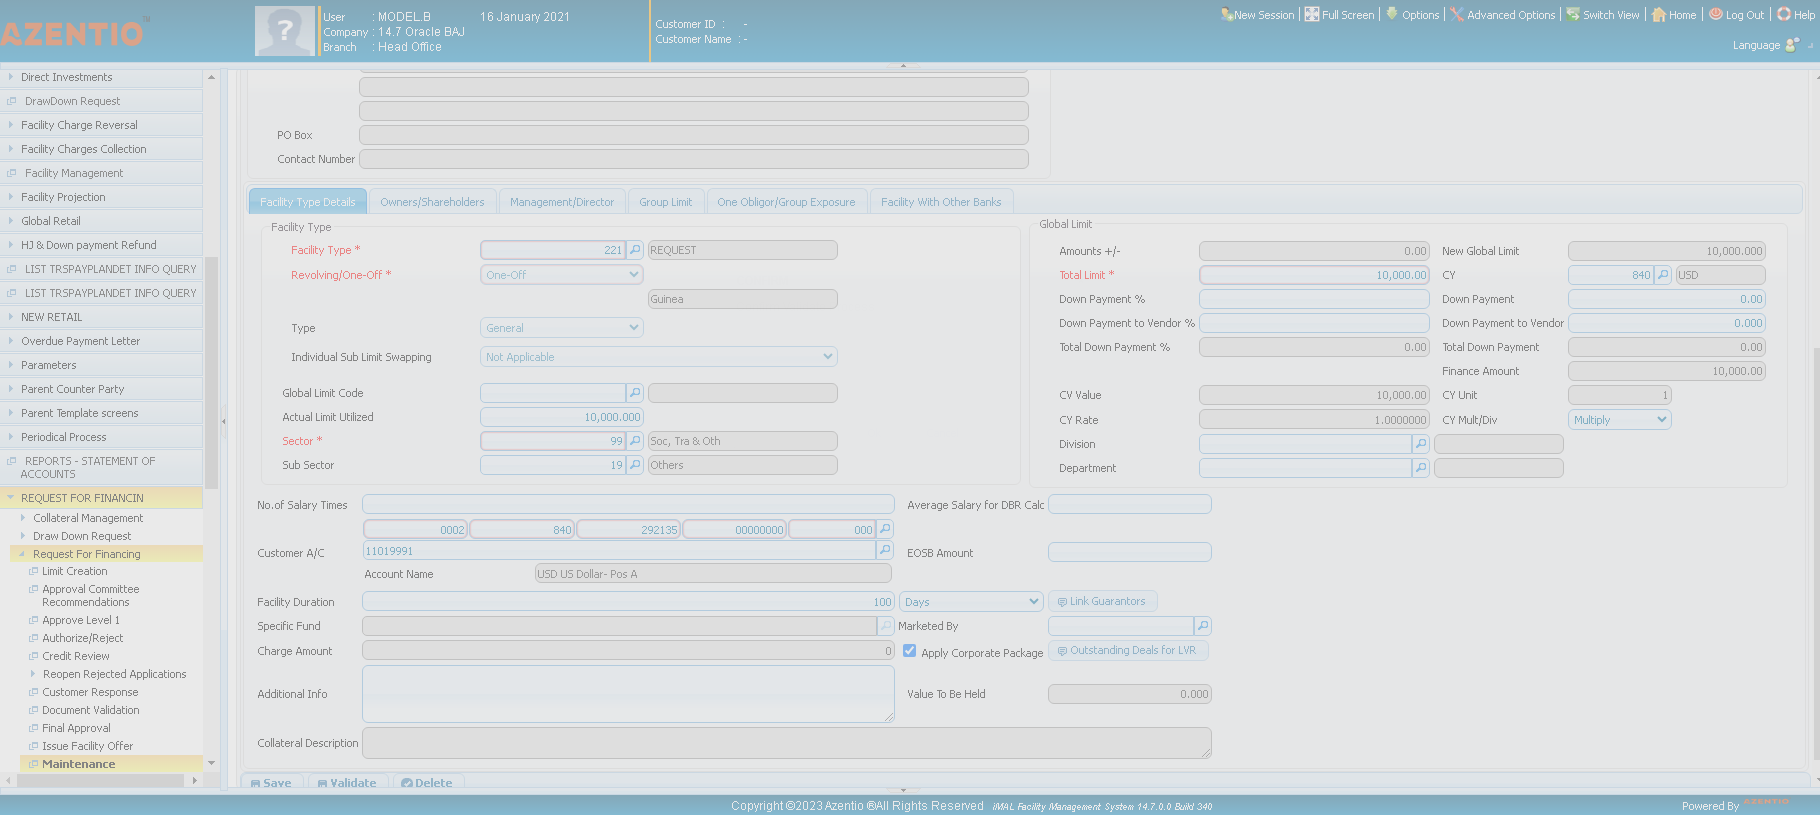 AZENTIO™
User : MODEL.B 16 January 2021
Company : 14.7 Oracle BAJ
Branch : Head Office
Customer ID : -
Customer Name : -
New Session Full Screen Options Advanced Options Switch View Home Log Out Help
Language
Direct Investments
DrawDown Request
Facility Charge Reversal
Facility Charges Collection
Facility Management
Facility Projection
Global Retail
HJ & Down payment Refund
LIST TRSPAYPLANDET INFO QUERY
LIST TRSPAYPLANDET INFO QUERY
NEW RETAIL
Overdue Payment Letter
Parameters
Parent Counter Party
Parent Template screens
Periodical Process
REPORTS - STATEMENT OF
ACCOUNTS
REQUEST FOR FINANCIN
Collateral Management
Draw Down Request
Request For Financing
Limit Creation
Approval Committee
Recommendations
Approve Level 1
Authorize/Reject
Credit Review
Reopen Rejected Applications
Customer Response
Document Validation
Final Approval
Issue Facility Offer
Maintenance
PO Box
Contact Number
Facility Type Details Owners/Shareholders Management/Director Group Limit One Obligor/Group Exposure Facility With Other Banks
Facility Type
Facility Type * 221 REQUEST
Revolving/One-Off * One-Off
Guinea
Type General
Individual Sub Limit Swapping Not Applicable
Global Limit Code
Actual Limit Utilized 10,000.000
Sector * 99 Soc, Tra & Oth
Sub Sector 19 Others
Global Limit
Amounts +/- 0.00 New Global Limit 10,000.000
Total Limit * 10,000.00 CY 840 USD
Down Payment % Down Payment 0.00
Down Payment to Vendor % Down Payment to Vendor 0.000
Total Down Payment % 0.00 Total Down Payment 0.00
Finance Amount 10,000.00
CV Value 10,000.00 CY Unit 1
CY Rate 1.0000000 CY Mult/Div Multiply
Division
Department
No.of Salary Times Average Salary for DBR Calc
0002 840 292135 00000000 000
Customer A/C 11019991 EOSB Amount
Account Name USD US Dollar- Pos A
Facility Duration 100 Days Link Guarantors
Specific Fund Marketed By
Charge Amount 0 Apply Corporate Package Outstanding Deals for LVR
Additional Info Value To Be Held 0.000
Collateral Description
Save Validate Delete
Copyright ©2023 Azentio ®All Rights Reserved iMAL Facility Management System 14.7.0.0 Build 340
Powered By AZENTIO